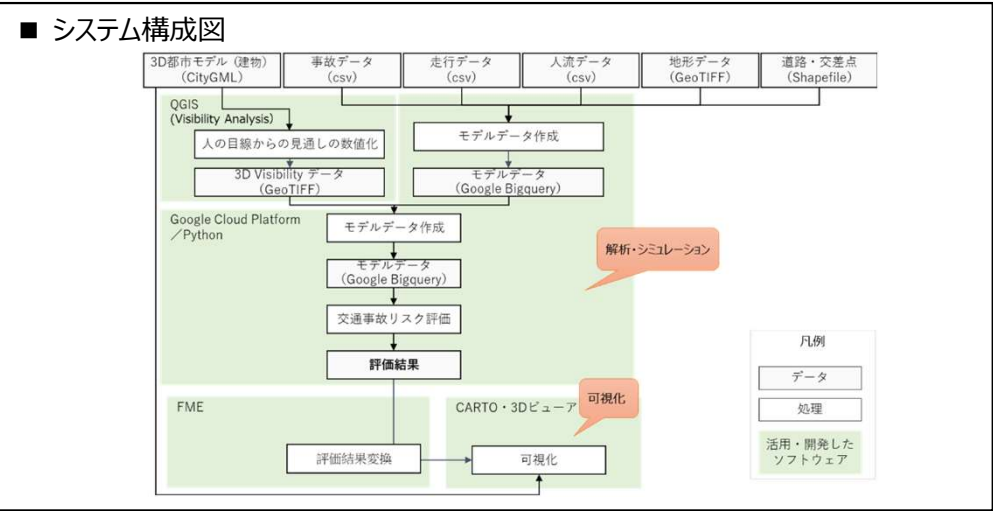 ■ システム構成図
3D都市モデル (建物)
(CityGML)
事故データ
(csv)
走行データ
(csv)
人流データ
(csv)
地形データ
(GeoTIFF)
道路・交差点
(Shapefile)
QGIS
(Visibility Analysis)
人の目線からの見通しの数値化
3D Visibility データ
(GeoTIFF)
モデルデータ作成
モデルデータ
(Google Bigquery)
Google Cloud Platform
／Python
モデルデータ作成
モデルデータ
(Google Bigquery)
交通事故リスク評価
評価結果
解析・シミュレーション
FME
評価結果変換
CARTO・3Dビューア
可視化
可視化
凡例
データ
処理
活用・開発した
ソフトウェア